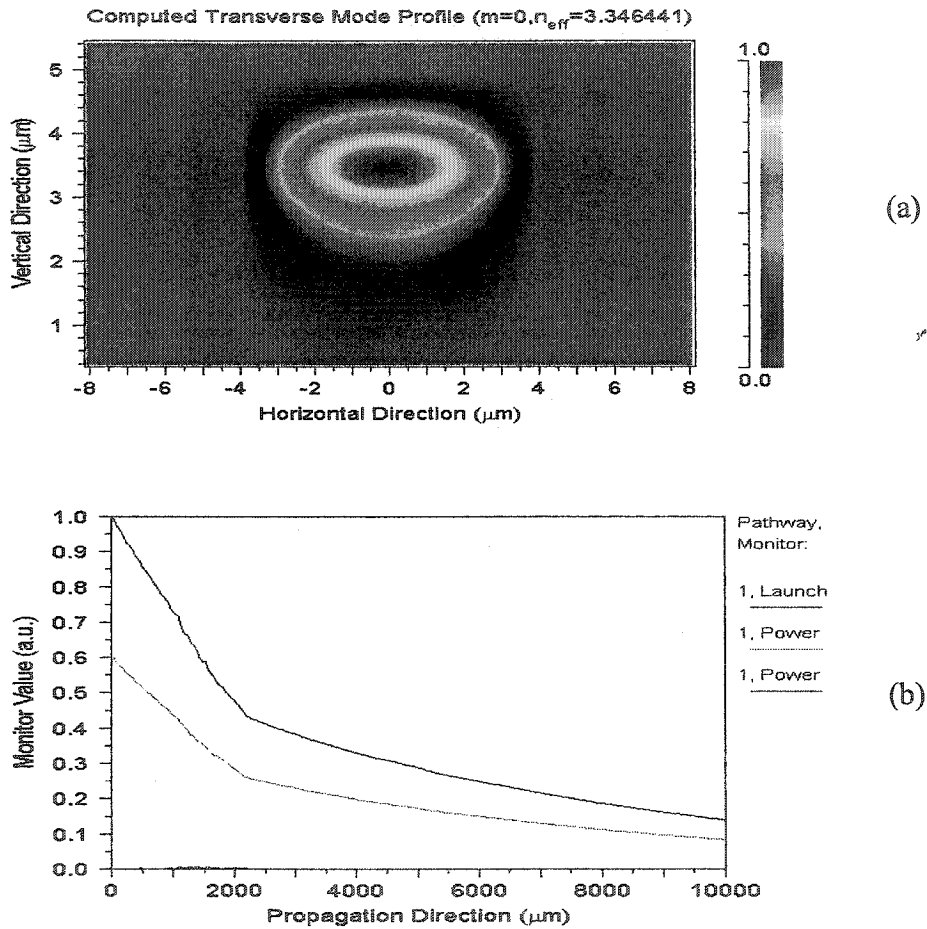 Computed Transverse Mode Profile (m=0,neff=3.346441)
1.0
5
4
3
2
1
Vertical Direction (μm)
(a)
0.0
-8 -6 -4 -2 0 2 4 6 8
Horizontal Direction (μm)
1.0
0.9
0.8
0.7
0.6
0.5
0.4
0.3
0.2
0.1
0.0
Monitor Value (a.u.)
Pathway,
Monitor:
1, Launch
1, Power
1, Power
(b)
0 2000 4000 6000 8000 10000
Propagation Direction (μm)